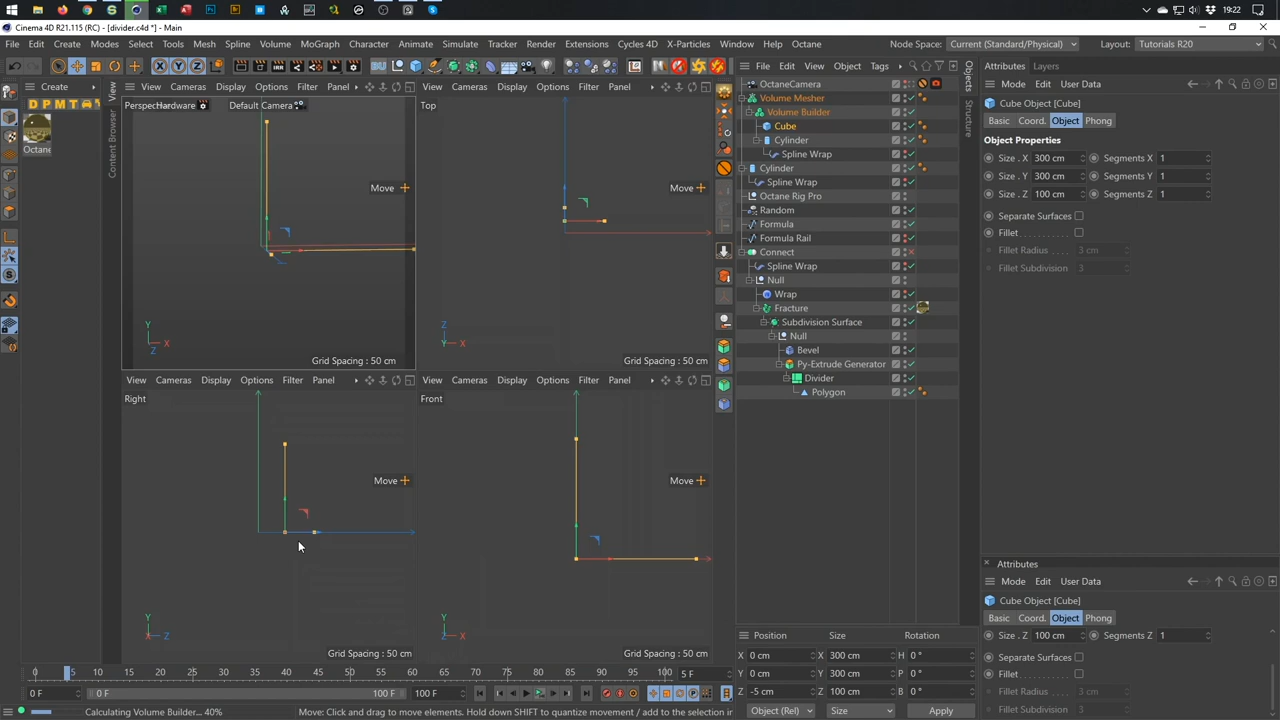 19:22
Cinema 4D R21.115 (RC) - [divider.c4d *] - Main
File Edit Create Modes Select Tools Mesh Spline Volume MoGraph Character Animate Simulate Tracker Render Extensions Cycles 4D X-Particles Window Help Octane
Node Space: Current (Standard/Physical) Layout: Tutorials R20
Create
D P M T
Octane
View
Content Browser
View Cameras Display Options Filter Panel
Perspective Hardware Default Camera
Move
Y
X
Z
Grid Spacing : 50 cm
View Cameras Display Options Filter Panel
Top
Move
Z
Y X
Grid Spacing : 50 cm
View Cameras Display Options Filter Panel
Right
Move
Y
X Z
Grid Spacing : 50 cm
View Cameras Display Options Filter Panel
Front
Move
Y
Z X
Grid Spacing : 50 cm
File Edit View Object Tags
OctaneCamera
Volume Mesher
Volume Builder
Cube
Cylinder
Spline Wrap
Cylinder
Spline Wrap
Octane Rig Pro
Random
Formula
Formula Rail
Connect
Spline Wrap
Null
Wrap
Fracture
Subdivision Surface
Null
Bevel
Py-Extrude Generator
Divider
Polygon
Objects
Structure
Attributes Layers
Mode Edit User Data
Cube Object [Cube]
Basic Coord. Object Phong
Object Properties
Size . X 300 cm Segments X 1
Size . Y 300 cm Segments Y 1
Size . Z 100 cm Segments Z 1
Separate Surfaces
Fillet
Fillet Radius 3 cm
Fillet Subdivision 3
Attributes
Mode Edit User Data
Cube Object [Cube]
Basic Coord. Object Phong
Size . Z 100 cm Segments Z 1
Separate Surfaces
Fillet
Fillet Radius 3 cm
Fillet Subdivision 3
0 5 10 15 20 25 30 35 40 45 50 55 60 65 70 75 80 85 90 95 100 5 F
0 F 0 F 100 F 100 F
Position Size Rotation
X 0 cm X 300 cm H 0 °
Y 0 cm Y 300 cm P 0 °
Z -5 cm Z 100 cm B 0 °
Object (Rel) Size Apply
Calculating Volume Builder... 40% Move: Click and drag to move elements. Hold down SHIFT to quantize movement / add to the selection in